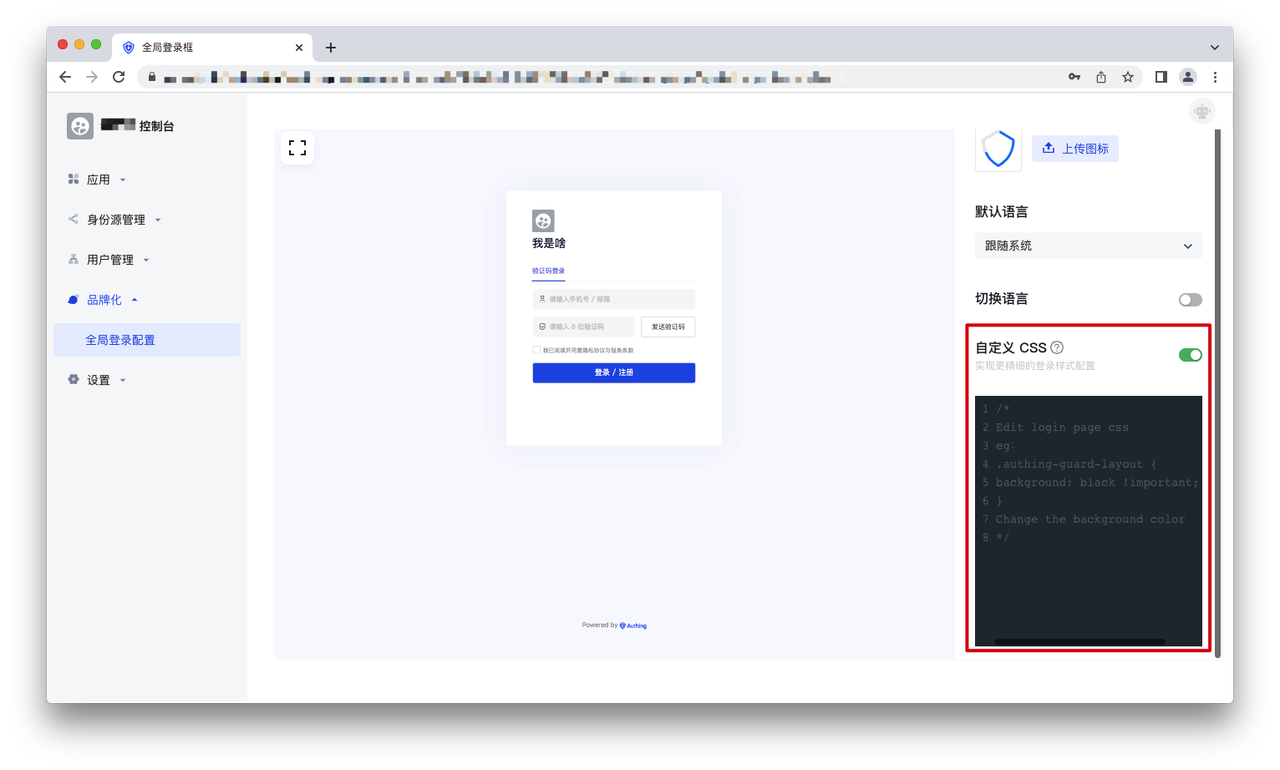 全局登录框
控制台
应用
身份源管理
用户管理
品牌化
全局登录配置
设置
我是啥
验证码登录
请输入手机号 / 邮箱
请输入 6 位验证码
发送验证码
我已阅读并同意隐私协议与服务条款
登录 / 注册
Powered by Authing
上传图标
默认语言
跟随系统
切换语言
自定义 CSS ?
实现更精细的登录样式配置
1 /*
2 Edit login page css
3 eg:
4 .authing-guard-layout {
5 background: black !important;
6 }
7 Change the background color
8 */